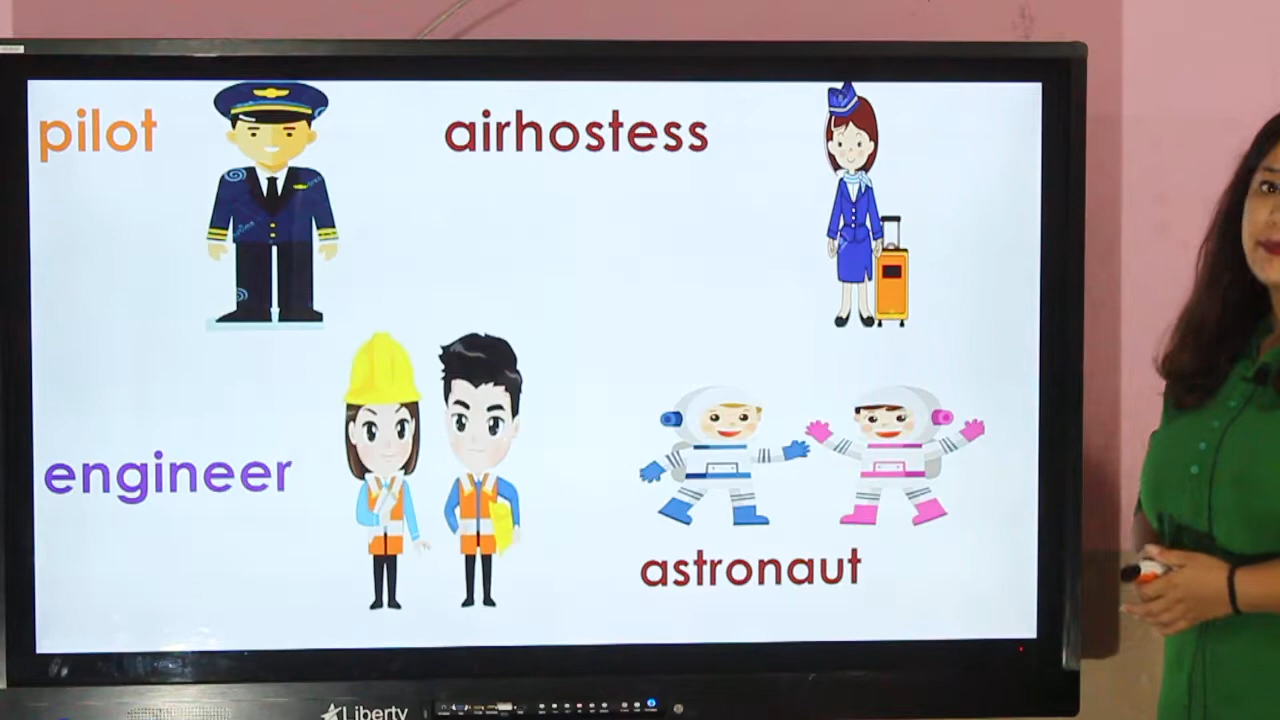 pilot
airhostess
engineer
astronaut
Liberty